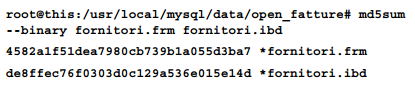 root@this:/usr/local/mysql/data/open_fatture# md5sum
--binary fornitori.frm fornitori.ibd
4582a1f51dea7980cb739b1a055d3ba7 *fornitori.frm
de8ffec76f0303d0c129a536e015e14d *fornitori.ibd